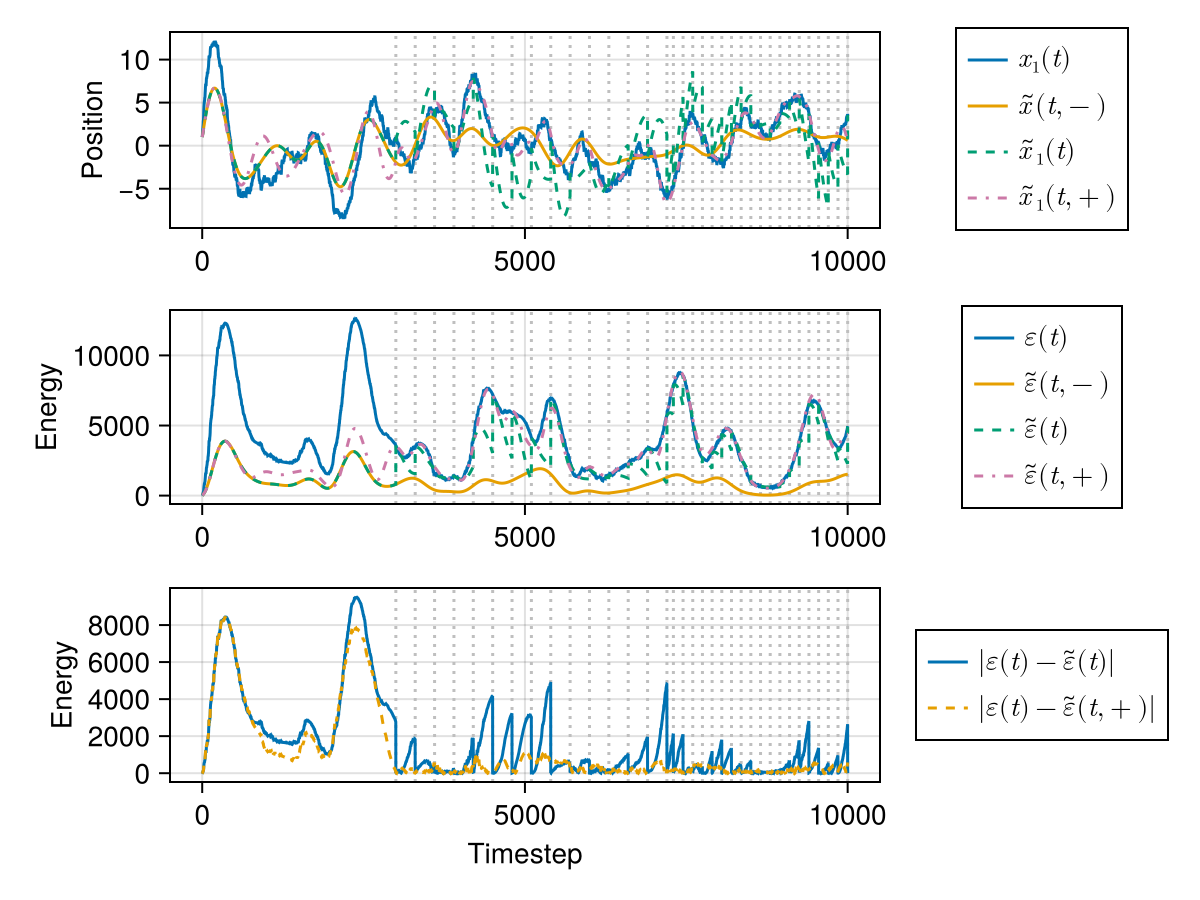 Position
10
5
0
−5
0 5000 10000
x₁(t)
x̃(t, −)
x̃₁(t)
x̃₁(t, +)
Energy
10000
5000
0
0 5000 10000
ε(t)
ε̃(t, −)
ε̃(t)
ε̃(t, +)
Energy
8000
6000
4000
2000
0
0 5000 10000
Timestep
|ε(t) − ε̃(t)|
|ε(t) − ε̃(t, +)|